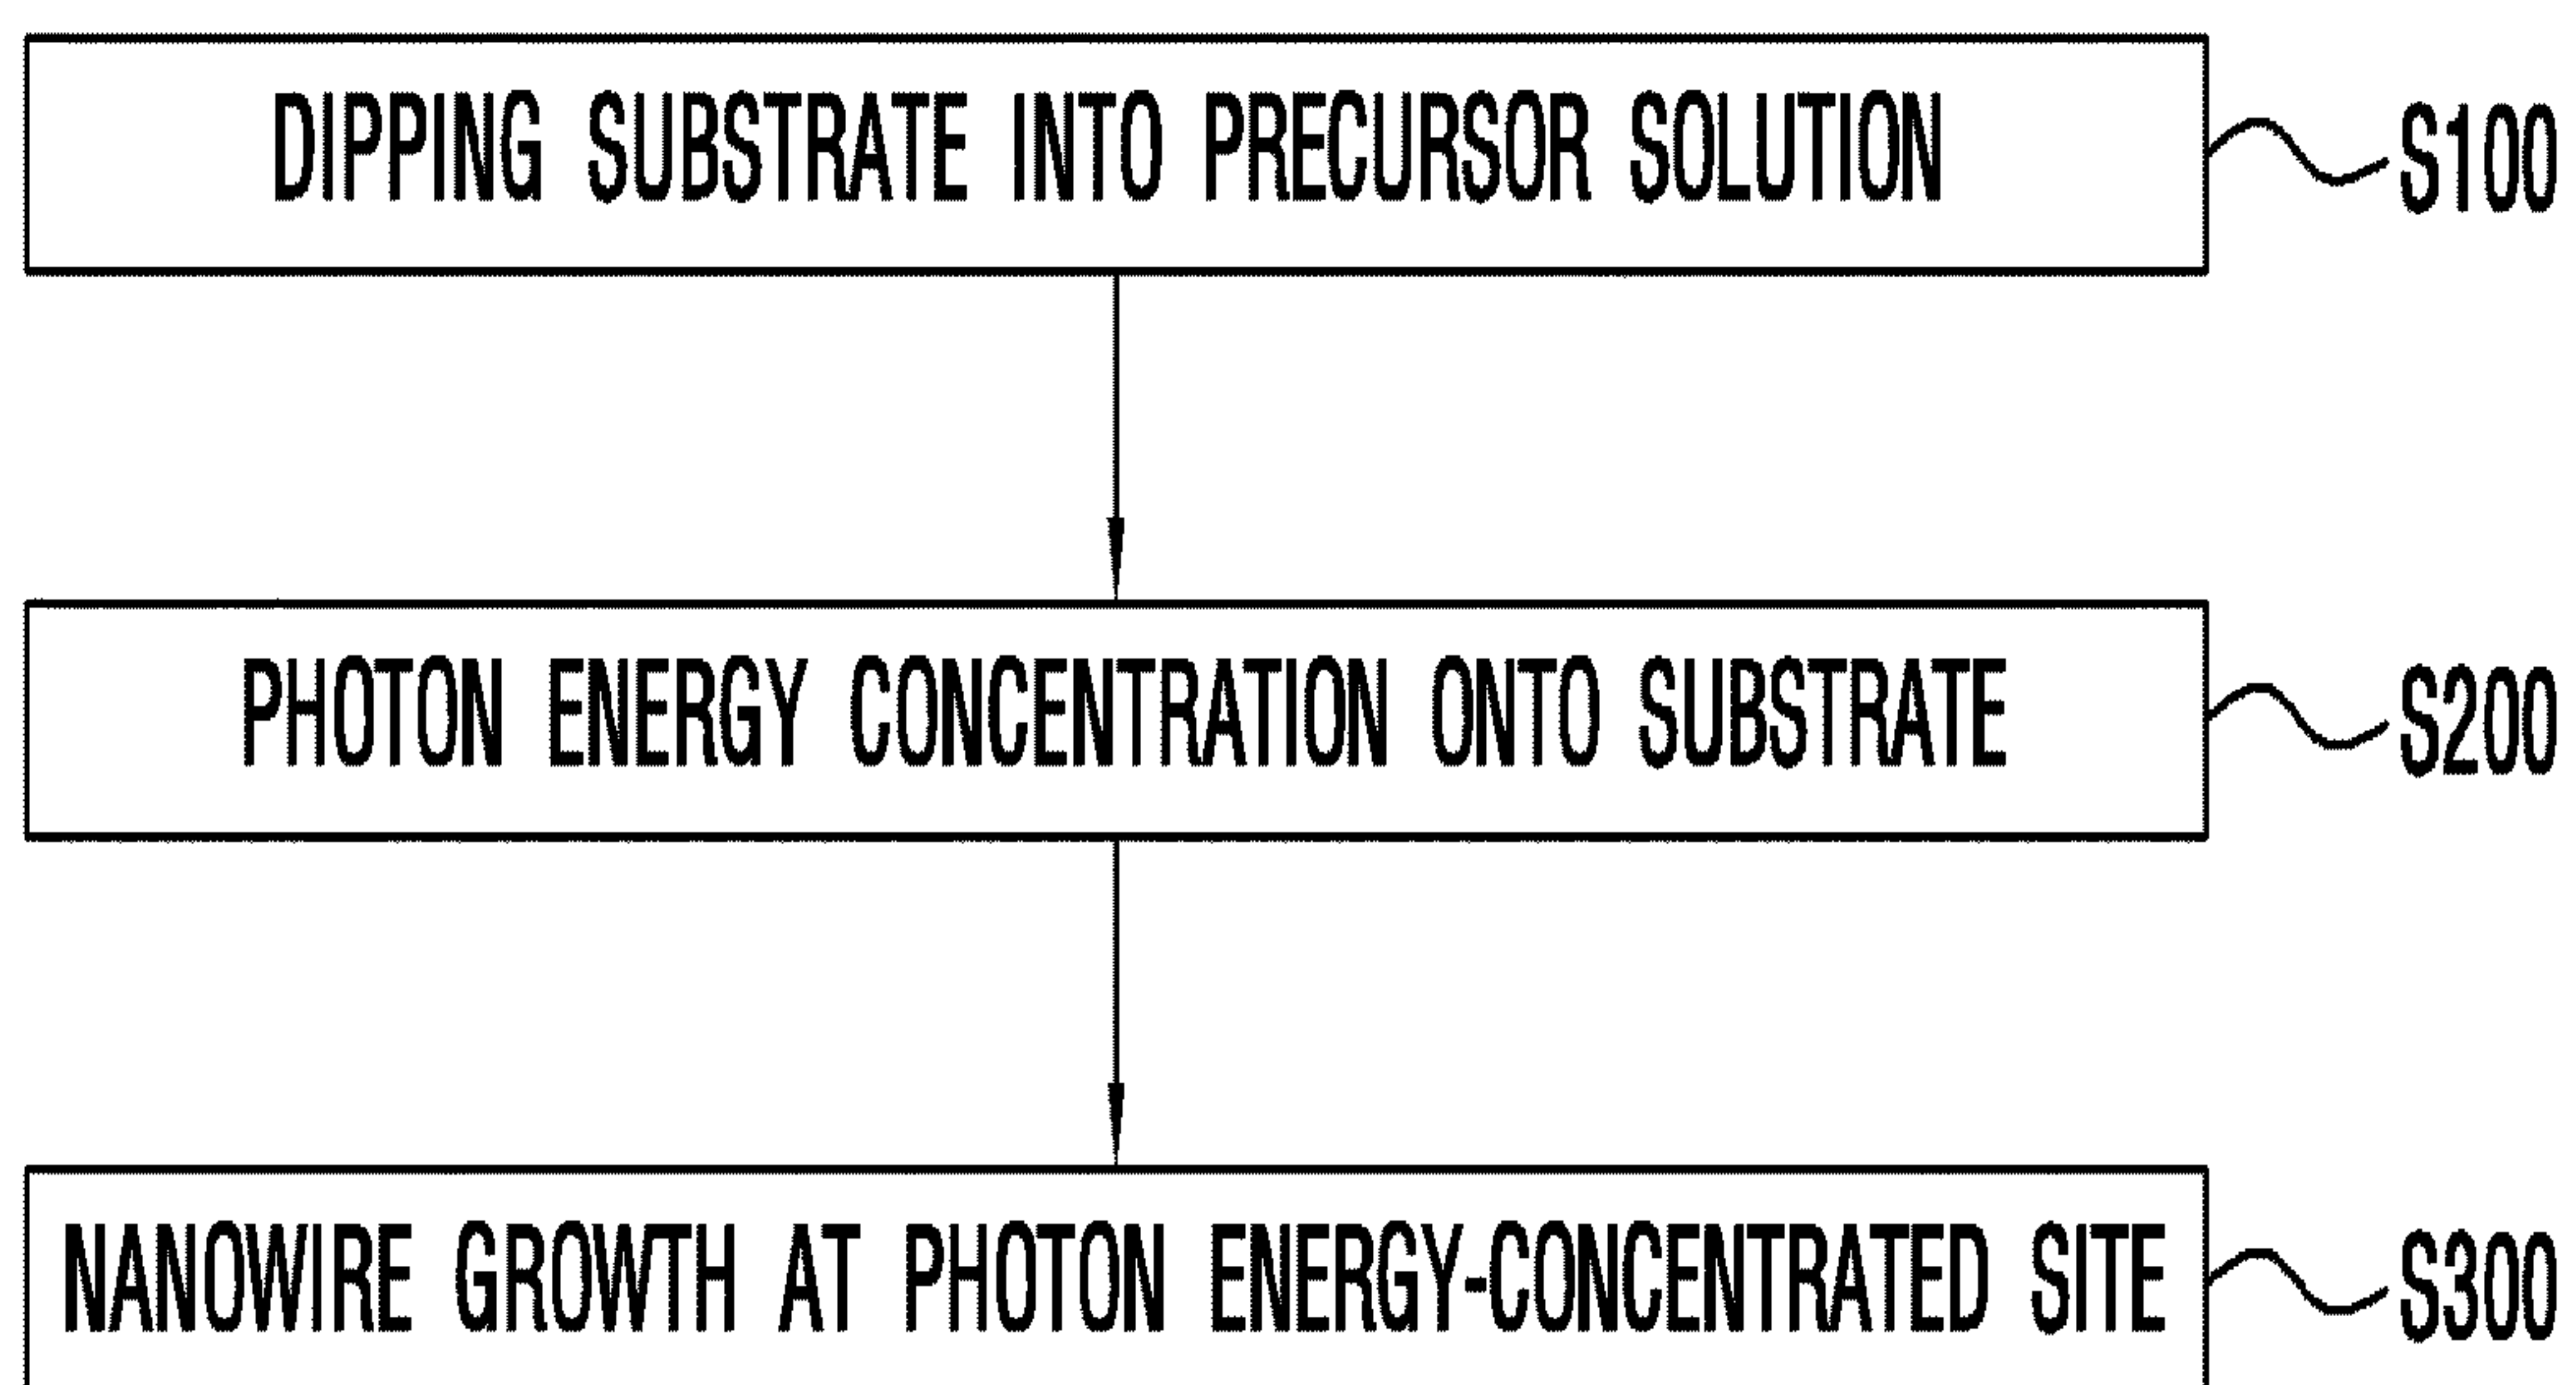 DIPPING SUBSTRATE INTO PRECURSOR SOLUTION S100
PHOTON ENERGY CONCENTRATION ONTO SUBSTRATE S200
NANOWIRE GROWTH AT PHOTON ENERGY-CONCENTRATED SITE S300